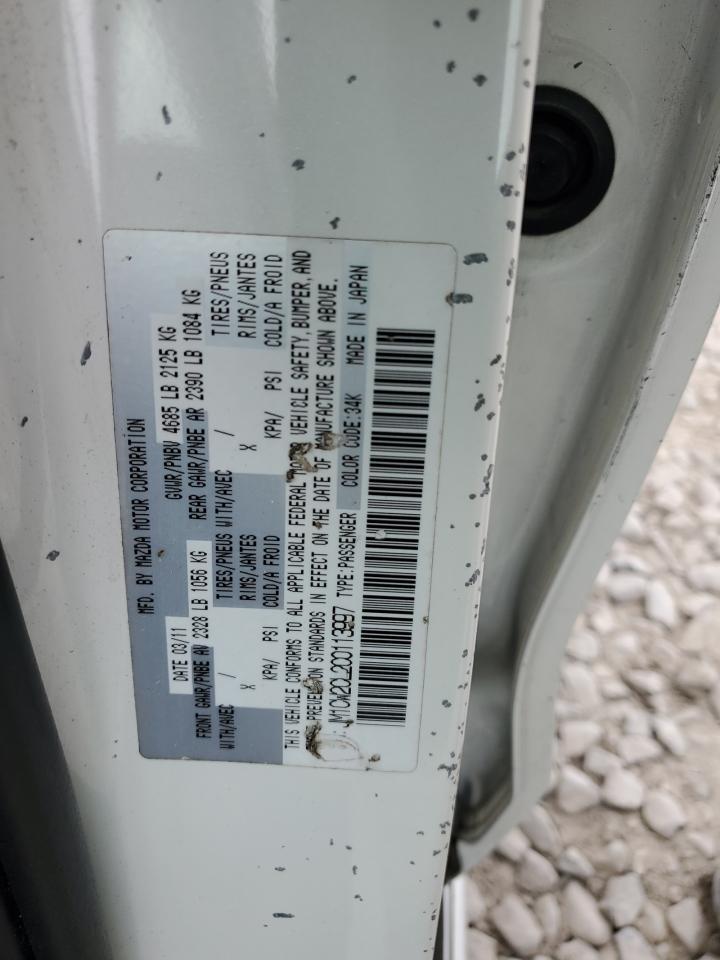 MFD. BY MAZDA MOTOR CORPORATION
DATE 03/11 GVWR/PNBV 4685 LB 2125 KG
FRONT GAWR/PNBE AV 2328 LB 1056 KG REAR GAWR/PNBE AR 2390 LB 1084 KG
WITH/AVEC / TIRES/PNEUS WITH/AVEC / TIRES/PNEUS
X RIMS/JANTES X RIMS/JANTES
KPA/ PSI COLD/A FROID KPA/ PSI COLD/A FROID
THIS VEHICLE CONFORMS TO ALL APPLICABLE FEDERAL VEHICLE SAFETY, BUMPER, AND
STANDARDS IN EFFECT ON THE DATE OF MANUFACTURE SHOWN ABOVE.
JM1CW2CL2C0113997 TYPE:PASSENGER COLOR CODE:34K MADE IN JAPAN